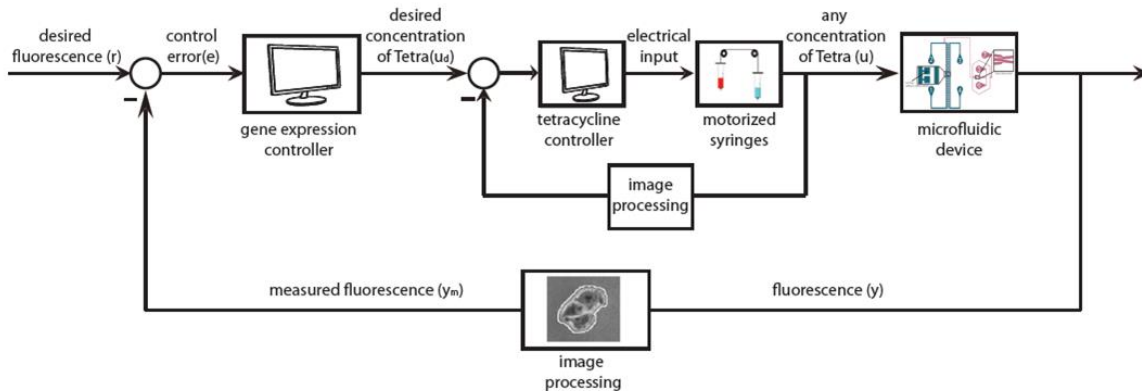 desired
fluorescence (r)
control
error(e)
desired
concentration
of Tetra(ud)
electrical
input
any
concentration
of Tetra (u)
gene expression
controller
tetracycline
controller
motorized
syringes
microfluidic
device
image
processing
measured fluorescence (ym)
fluorescence (y)
image
processing